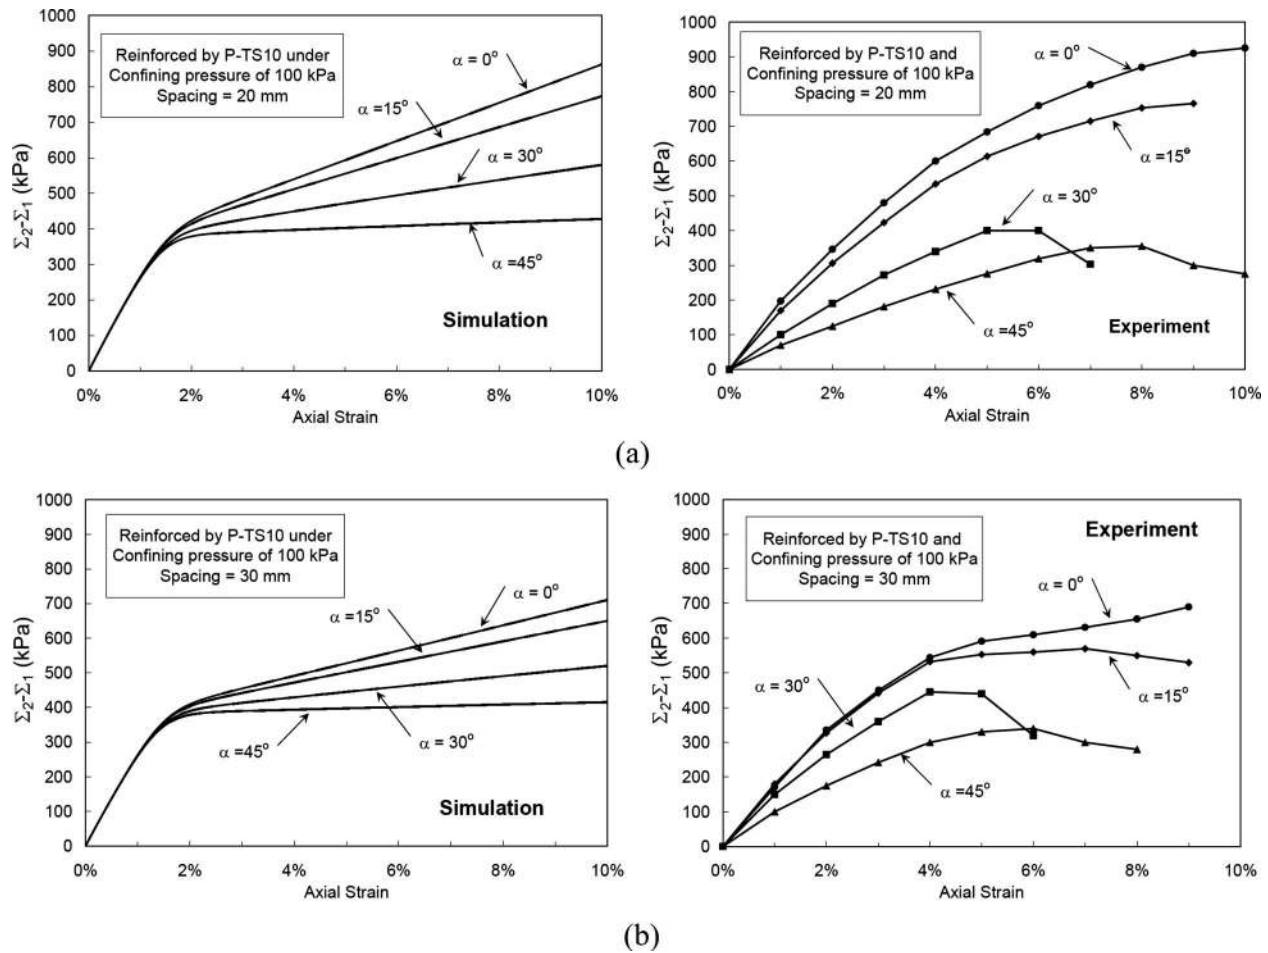 1000
900
800
700
600
500
400
300
200
100
0
Σ2-Σ1 (kPa)
Reinforced by P-TS10 under
Confining pressure of 100 kPa
Spacing = 20 mm
α = 0°
α =15°
α = 30°
α =45°
Simulation
0% 2% 4% 6% 8% 10%
Axial Strain
1000
900
800
700
600
500
400
300
200
100
0
Σ2-Σ1 (kPa)
Reinforced by P-TS10 and
Confining pressure of 100 kPa
Spacing = 20 mm
α = 0°
α =15°
α = 30°
α =45°
Experiment
0% 2% 4% 6% 8% 10%
Axial Strain
(a)
1000
900
800
700
600
500
400
300
200
100
0
Σ2-Σ1 (kPa)
Reinforced by P-TS10 under
Confining pressure of 100 kPa
Spacing = 30 mm
α = 0°
α =15°
α = 30°
α =45°
Simulation
0% 2% 4% 6% 8% 10%
Axial Strain
1000
900
800
700
600
500
400
300
200
100
0
Σ2-Σ1 (kPa)
Experiment
Reinforced by P-TS10 and
Confining pressure of 100 kPa
Spacing = 30 mm
α = 0°
α = 30°
α =15°
α =45°
0% 2% 4% 6% 8% 10%
Axial Strain
(b)